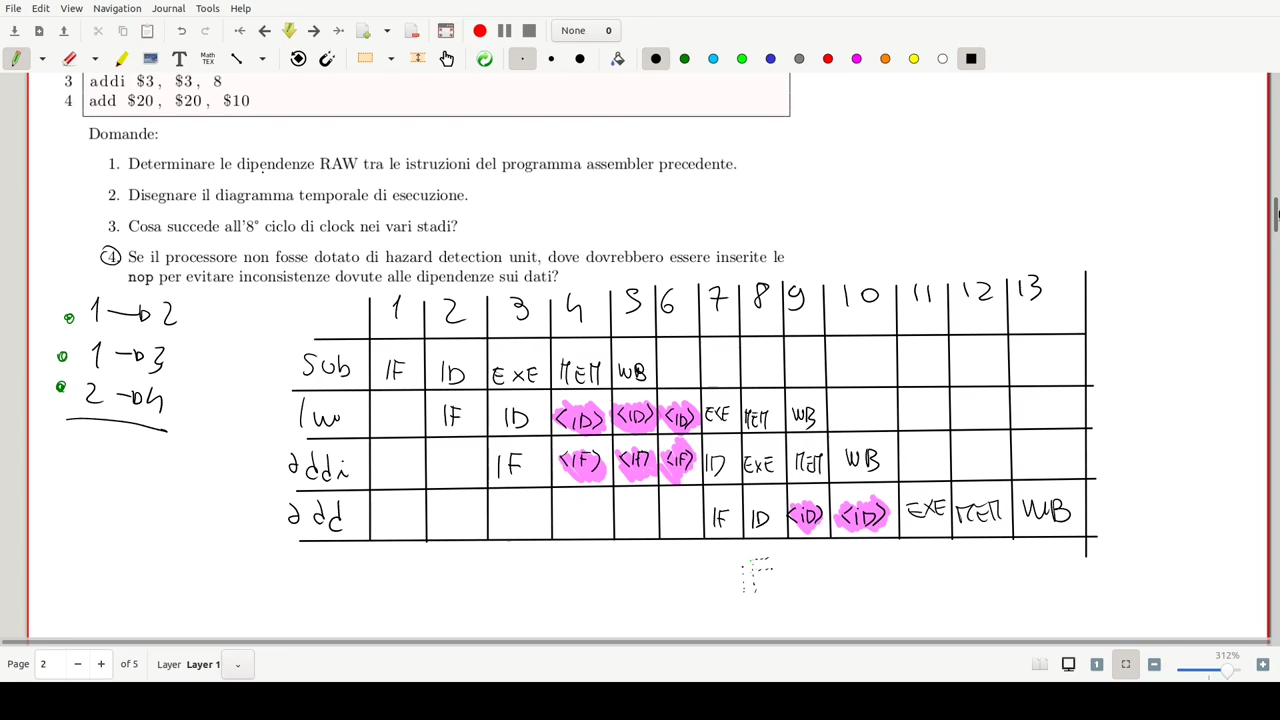 File Edit View Navigation Journal Tools Help
None 0
Math
TEX
3 addi $3, $3, 8
4 add $20, $20, $10
Domande:
1. Determinare le dipendenze RAW tra le istruzioni del programma assembler precedente.
2. Disegnare il diagramma temporale di esecuzione.
3. Cosa succede all'8° ciclo di clock nei vari stadi?
4. Se il processore non fosse dotato di hazard detection unit, dove dovrebbero essere inserite le
nop per evitare inconsistenze dovute alle dipendenze sui dati?
1 → 2
1 → 3
2 → 4
1 2 3 4 5 6 7 8 9 10 11 12 13
sub IF ID EXE MEM WB
lw IF ID <ID> <ID> <ID> EXE MEM WB
addi IF <IF> <IF> <IF> ID EXE MEM WB
add IF ID <ID> <ID> EXE MEM WB
IF
Page 2 of 5 Layer Layer 1
1
312%